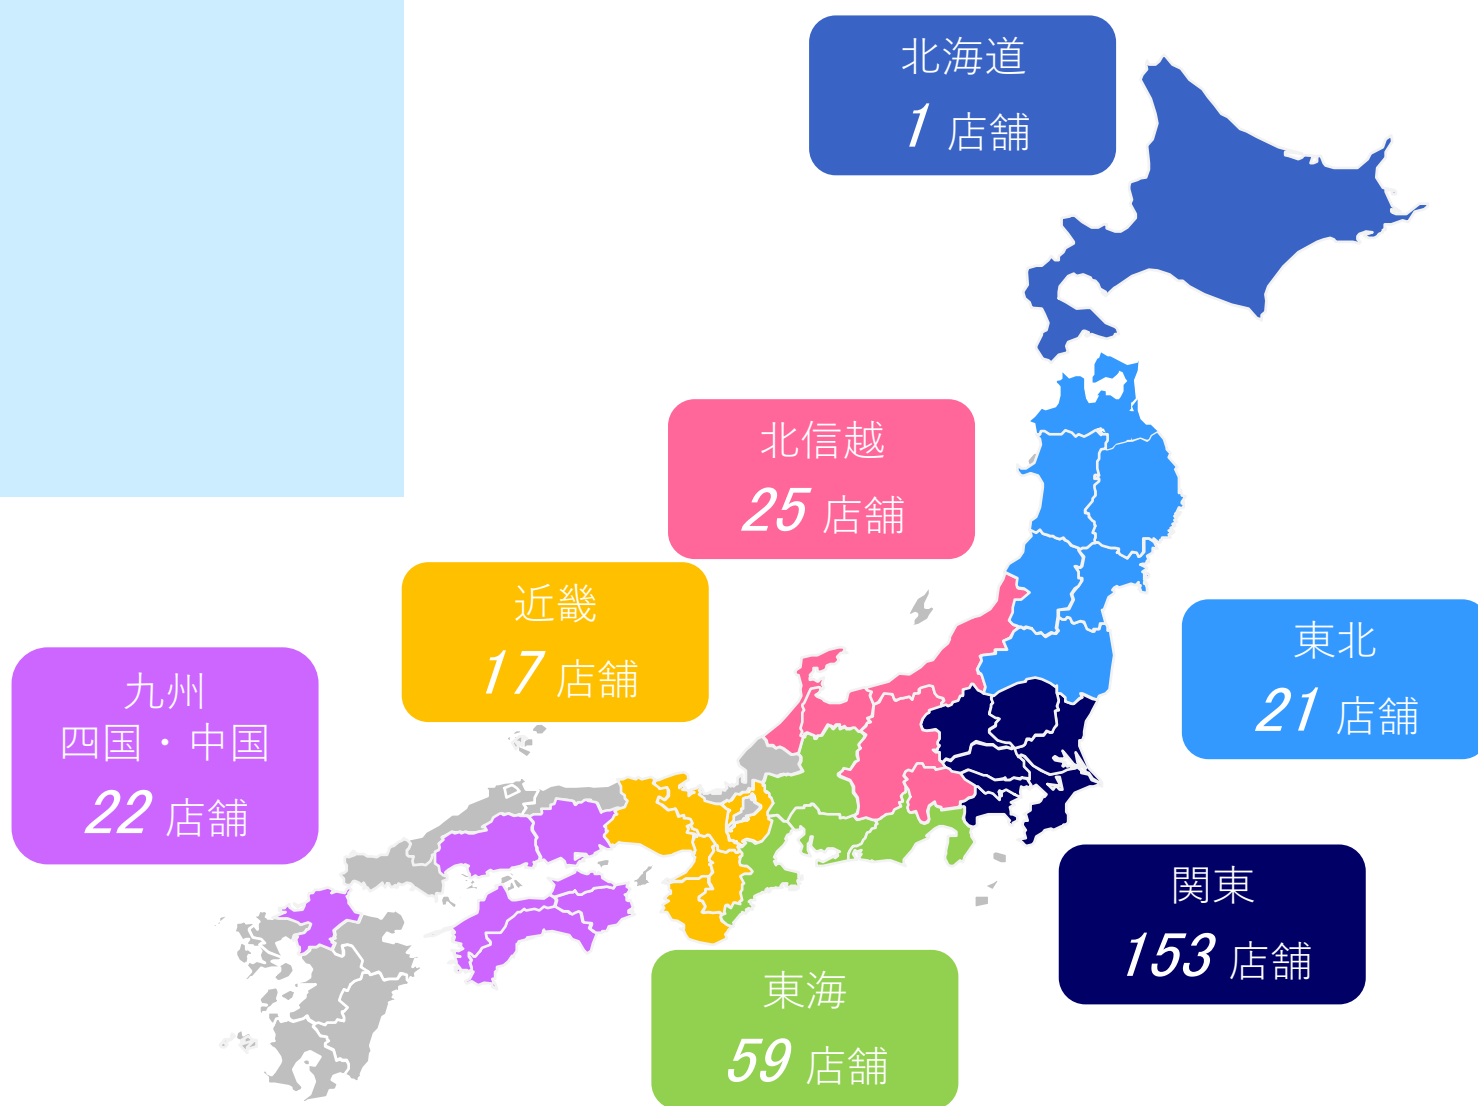 北海道
1 店舗
北信越
25 店舗
近畿
17 店舗
東北
21 店舗
九州
四国・中国
22 店舗
関東
153 店舗
東海
59 店舗